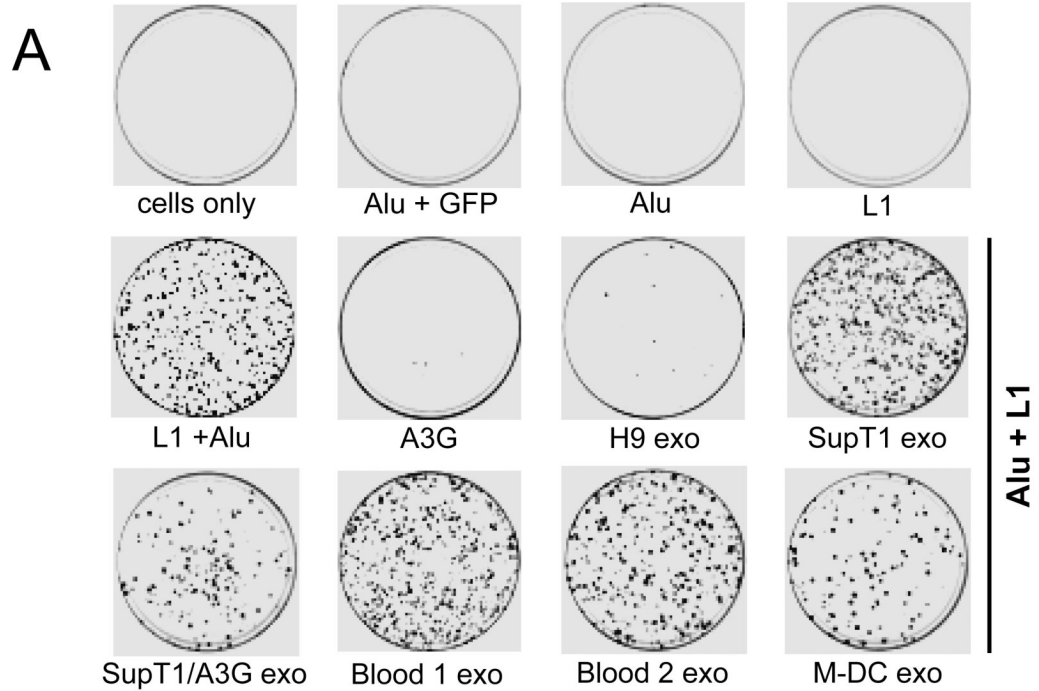 A
cells only
Alu + GFP
Alu
L1
L1 +Alu
A3G
H9 exo
SupT1 exo
SupT1/A3G exo
Blood 1 exo
Blood 2 exo
M-DC exo
Alu + L1